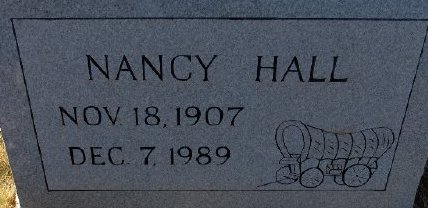 NANCY HALL
NOV. 18, 1907
DEC. 7, 1989